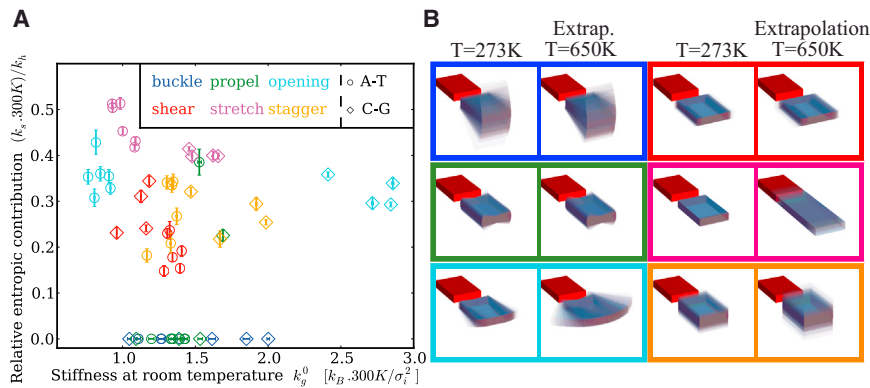 A
Relative entropic contribution (k_s .300K)/k_h
0.5
0.4
0.3
0.2
0.1
0.0
buckle propel opening
shear stretch stagger
A-T
C-G
1.0 1.5 2.0 2.5 3.0
Stiffness at room temperature k_g^0 [k_B .300K/σ_i^2]
B
T=273K
Extrap.
T=650K
T=273K
Extrapolation
T=650K